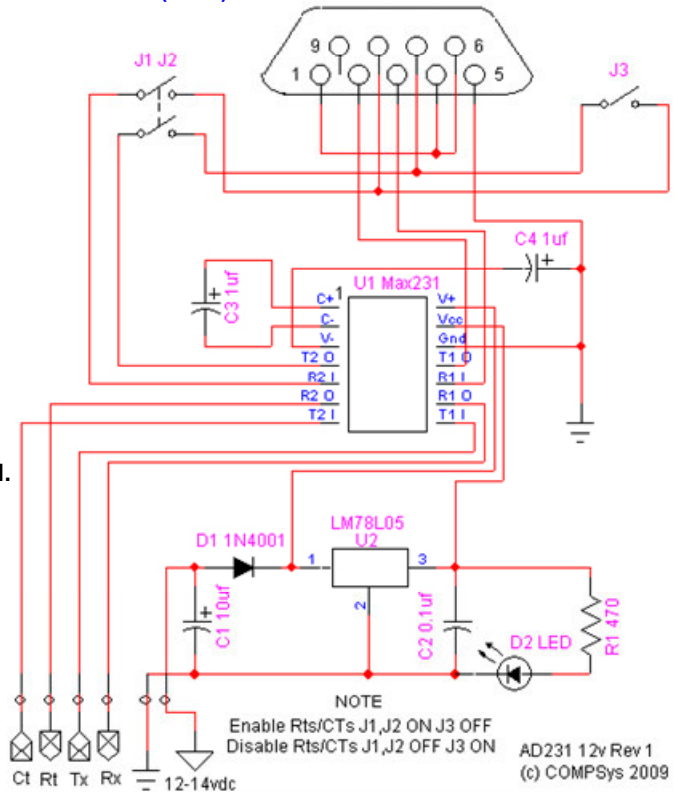 J1 J2
9
6
1
5
J3
C4 1uf
+
U1 Max231
C3 1uf
+
1
C+
C-
V-
T2 O
R2 I
R2 O
T2 I
V+
Vcc
Gnd
T1 O
R1 I
R1 O
T1 I
LM78L05
U2
D1 1N4001
1
3
2
C1 10uf
+
C2 0.1uf
D2 LED
R1 470
NOTE
Enable Rts/CTs J1,J2 ON J3 OFF
Disable Rts/CTs J1,J2 OFF J3 ON
AD231 12v Rev 1
(c) COMPSys 2009
Ct
Rt
Tx
Rx
12-14vdc